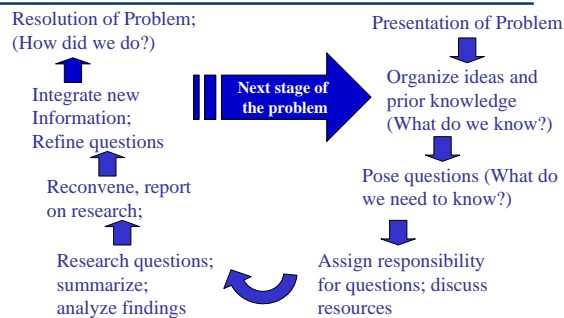 Presentation of Problem
Organize ideas and
prior knowledge
(What do we know?)
Pose questions (What do
we need to know?)
Assign responsibility
for questions; discuss
resources
Research questions;
summarize;
analyze findings
Reconvene, report
on research;
Integrate new
Information;
Refine questions
Resolution of Problem;
(How did we do?)
Next stage of
the problem